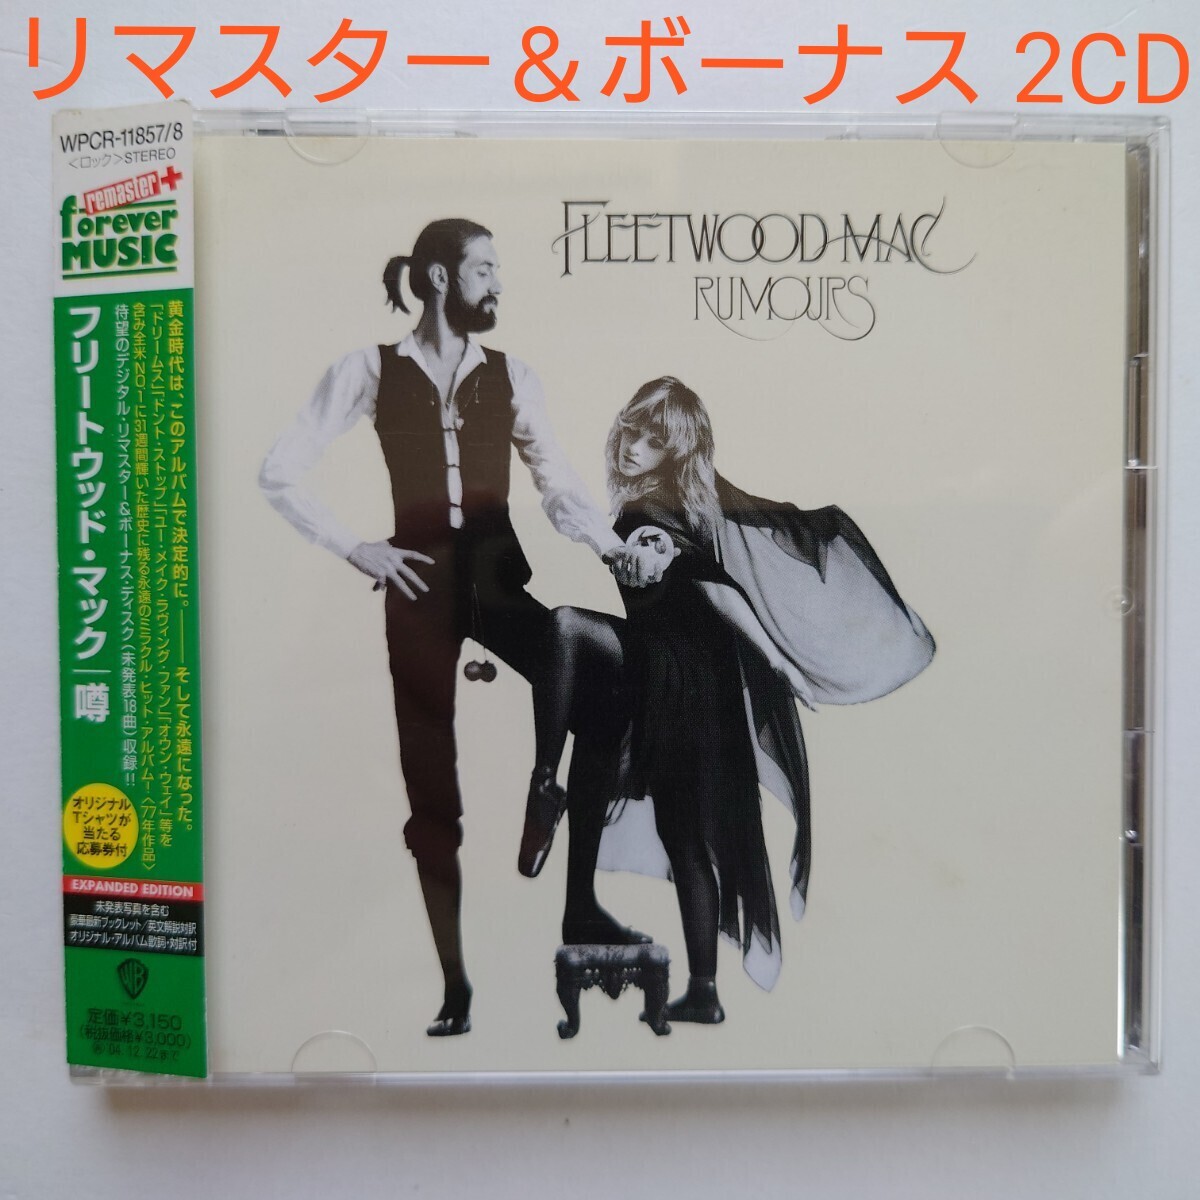 リマスター＆ボーナス 2CD
WPCR-11857/8
<ロック>STEREO
remaster+
forever
MUSIC
フリートウッド・マック｜噂
黄金時代は、このアルバムで決定的に。――そして永遠になった。
「ドリームス」「ドント・ストップ」「ユー・メイク・ラヴィング・ファン」「オウン・ウェイ」等を
含み全米NO.1に31週間輝いた歴史に残る永遠のミラクル・ヒット・アルバム!〈77年作品〉
待望のデジタル・リマスター&ボーナス・ディスク(未発表18曲)収録!!
オリジナル
Tシャツが
当たる
応募券付
EXPANDED EDITION
未発表写真を含む
豪華最新ブックレット/英文解説対訳
オリジナル・アルバム歌詞・対訳付
WB
定価¥3,150
(税抜価格¥3,000)
'04.12.22まで
FLEETWOOD MAC
RUMOURS